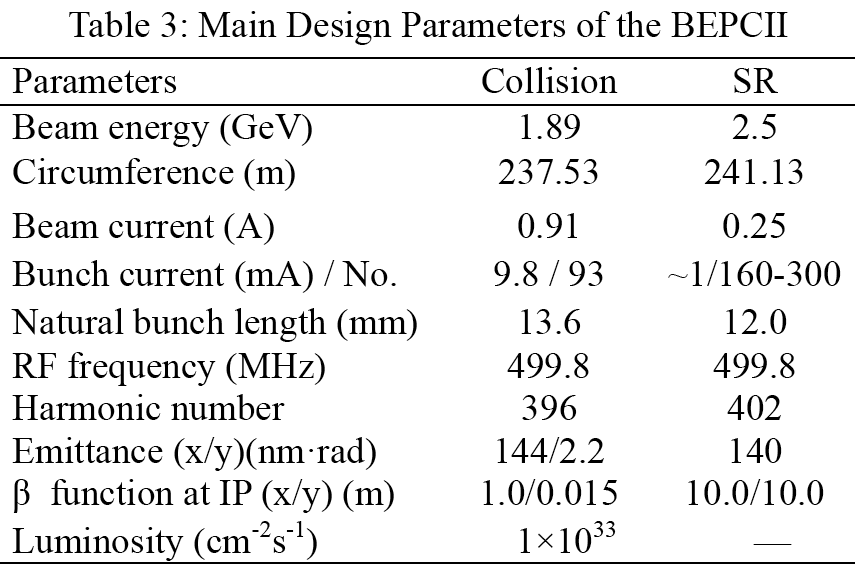 Table 3: Main Design Parameters of the BEPCII
Parameters Collision SR
Beam energy (GeV) 1.89 2.5
Circumference (m) 237.53 241.13
Beam current (A) 0.91 0.25
Bunch current (mA) / No. 9.8 / 93 ~1/160-300
Natural bunch length (mm) 13.6 12.0
RF frequency (MHz) 499.8 499.8
Harmonic number 396 402
Emittance (x/y)(nm·rad) 144/2.2 140
β function at IP (x/y) (m) 1.0/0.015 10.0/10.0
Luminosity (cm⁻²s⁻¹) 1×10³³ —